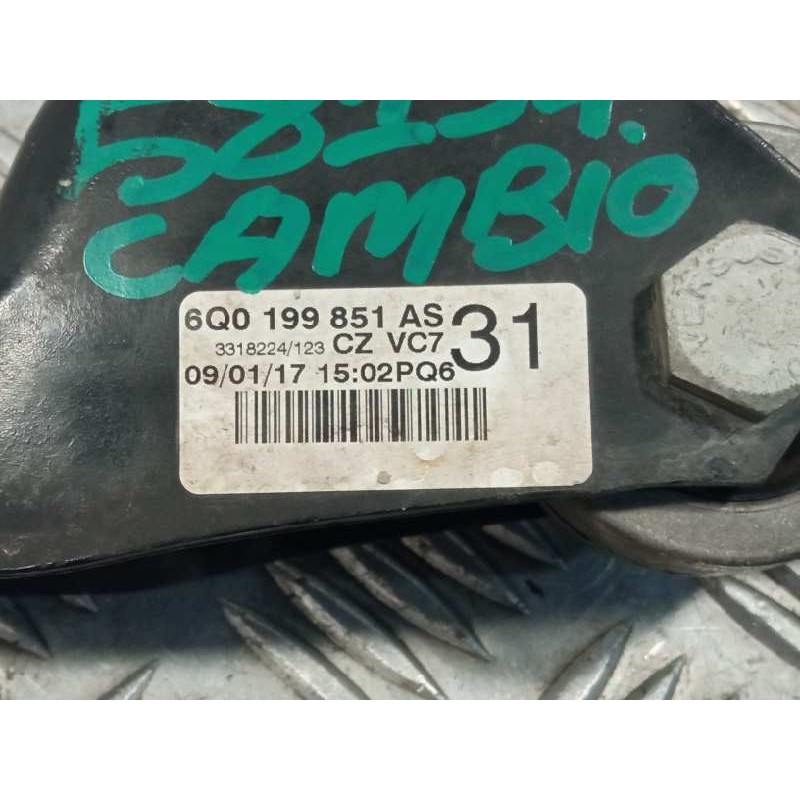 CAMBIO
6Q0 199 851 AS
31
3318224/123 CZ VC7
09/01/17 15:02PQ6